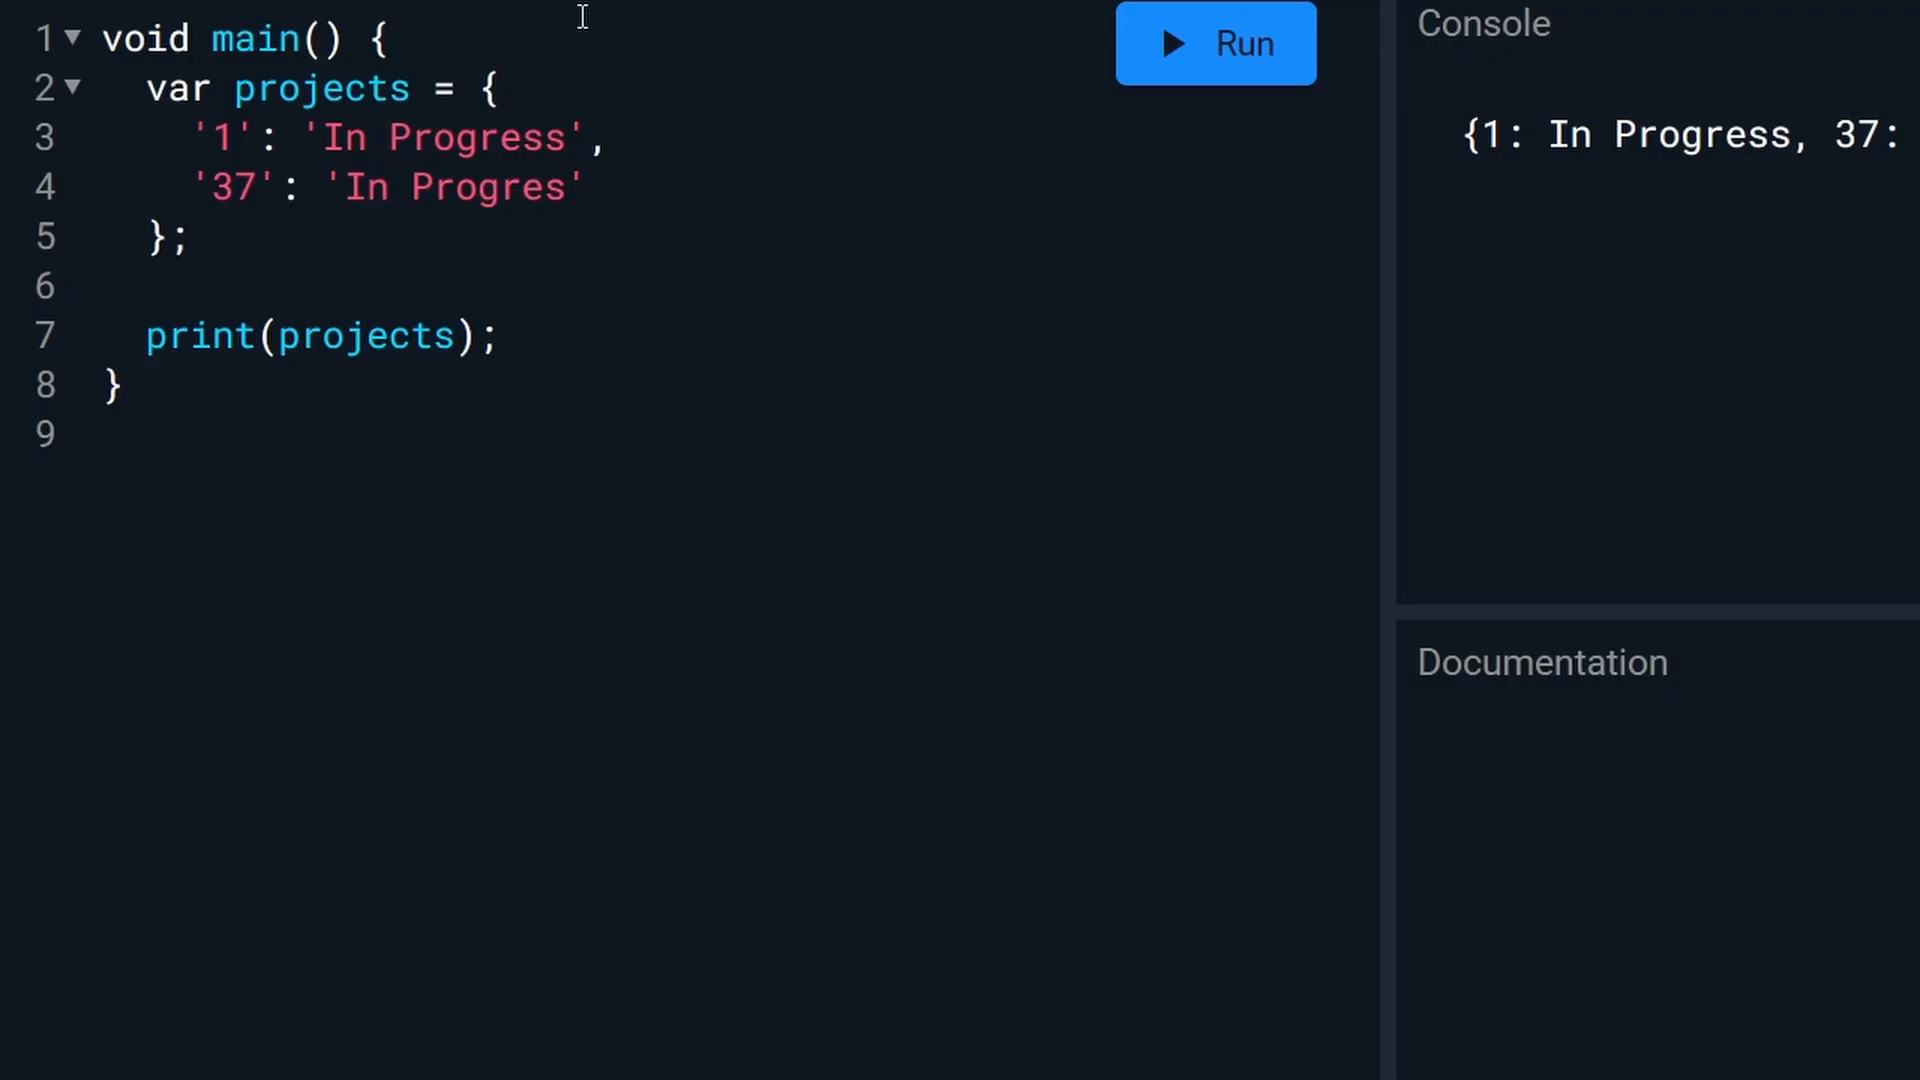 1 void main() {
2 var projects = {
3 '1': 'In Progress',
4 '37': 'In Progres'
5 };
6
7 print(projects);
8 }
9
Run
Console
{1: In Progress, 37:
Documentation